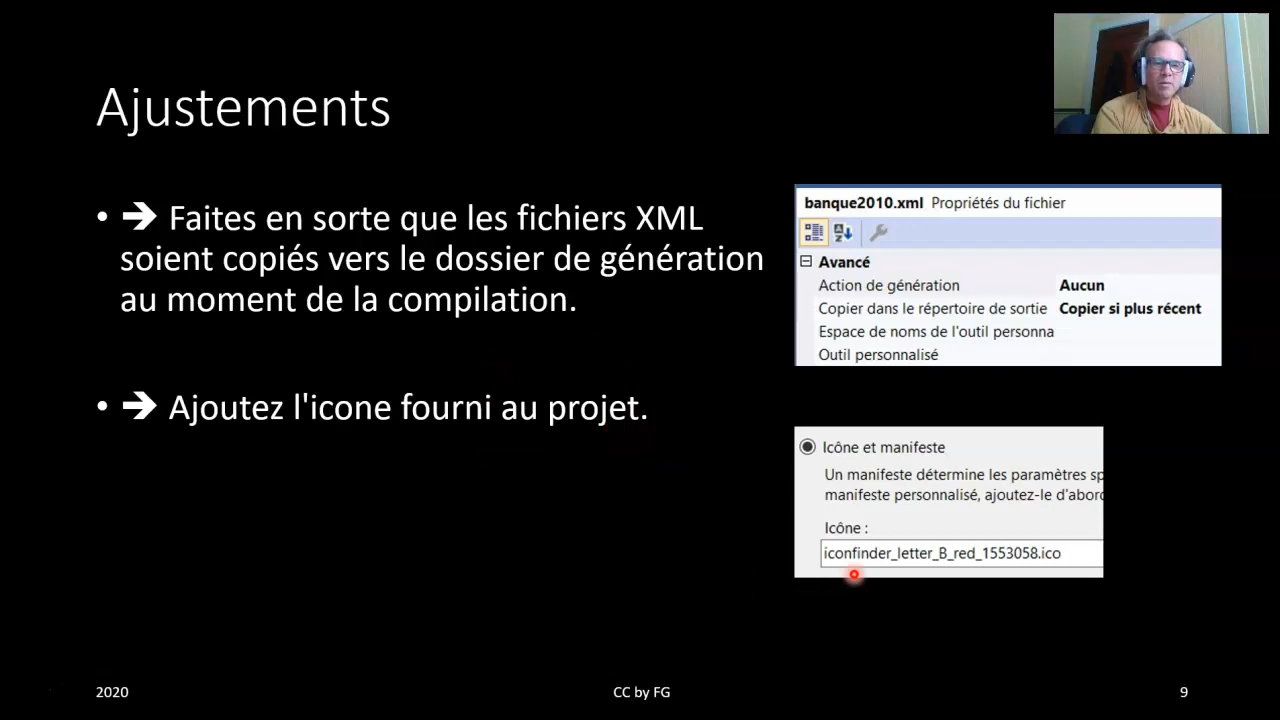 Ajustements
• ➔ Faites en sorte que les fichiers XML
soient copiés vers le dossier de génération
au moment de la compilation.
• ➔ Ajoutez l'icone fourni au projet.
banque2010.xml Propriétés du fichier
Avancé
Action de génération Aucun
Copier dans le répertoire de sortie Copier si plus récent
Espace de noms de l'outil personna
Outil personnalisé
Icône et manifeste
Un manifeste détermine les paramètres sp
manifeste personnalisé, ajoutez-le d'abord
Icône :
iconfinder_letter_B_red_1553058.ico
2020 CC by FG 9